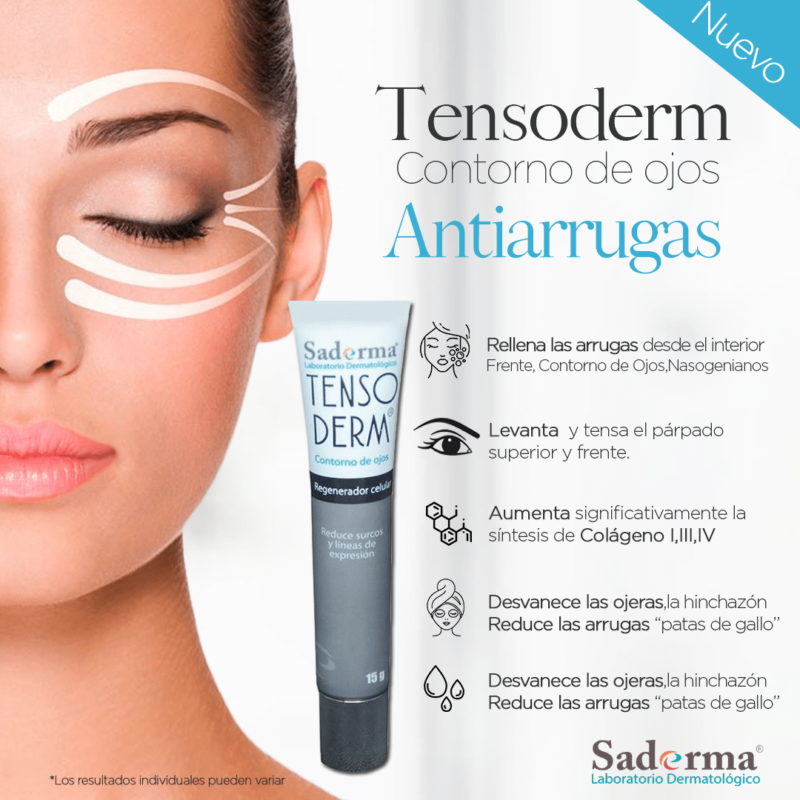 Nuevo
Tensoderm
Contorno de ojos
Antiarrugas
Saderma®
Laboratorio Dermatológico
TENSO
DERM®
Contorno de ojos
Regenerador celular
Reduce surcos
y líneas de
expresión
15 g
Rellena las arrugas desde el interior
Frente, Contorno de Ojos,Nasogenianos
Levanta y tensa el párpado
superior y frente.
Aumenta significativamente la
síntesis de Colágeno I,III,IV
Desvanece las ojeras,la hinchazón
Reduce las arrugas “patas de gallo”
Desvanece las ojeras,la hinchazón
Reduce las arrugas “patas de gallo”
Saderma®
Laboratorio Dermatológico
*Los resultados individuales pueden variar